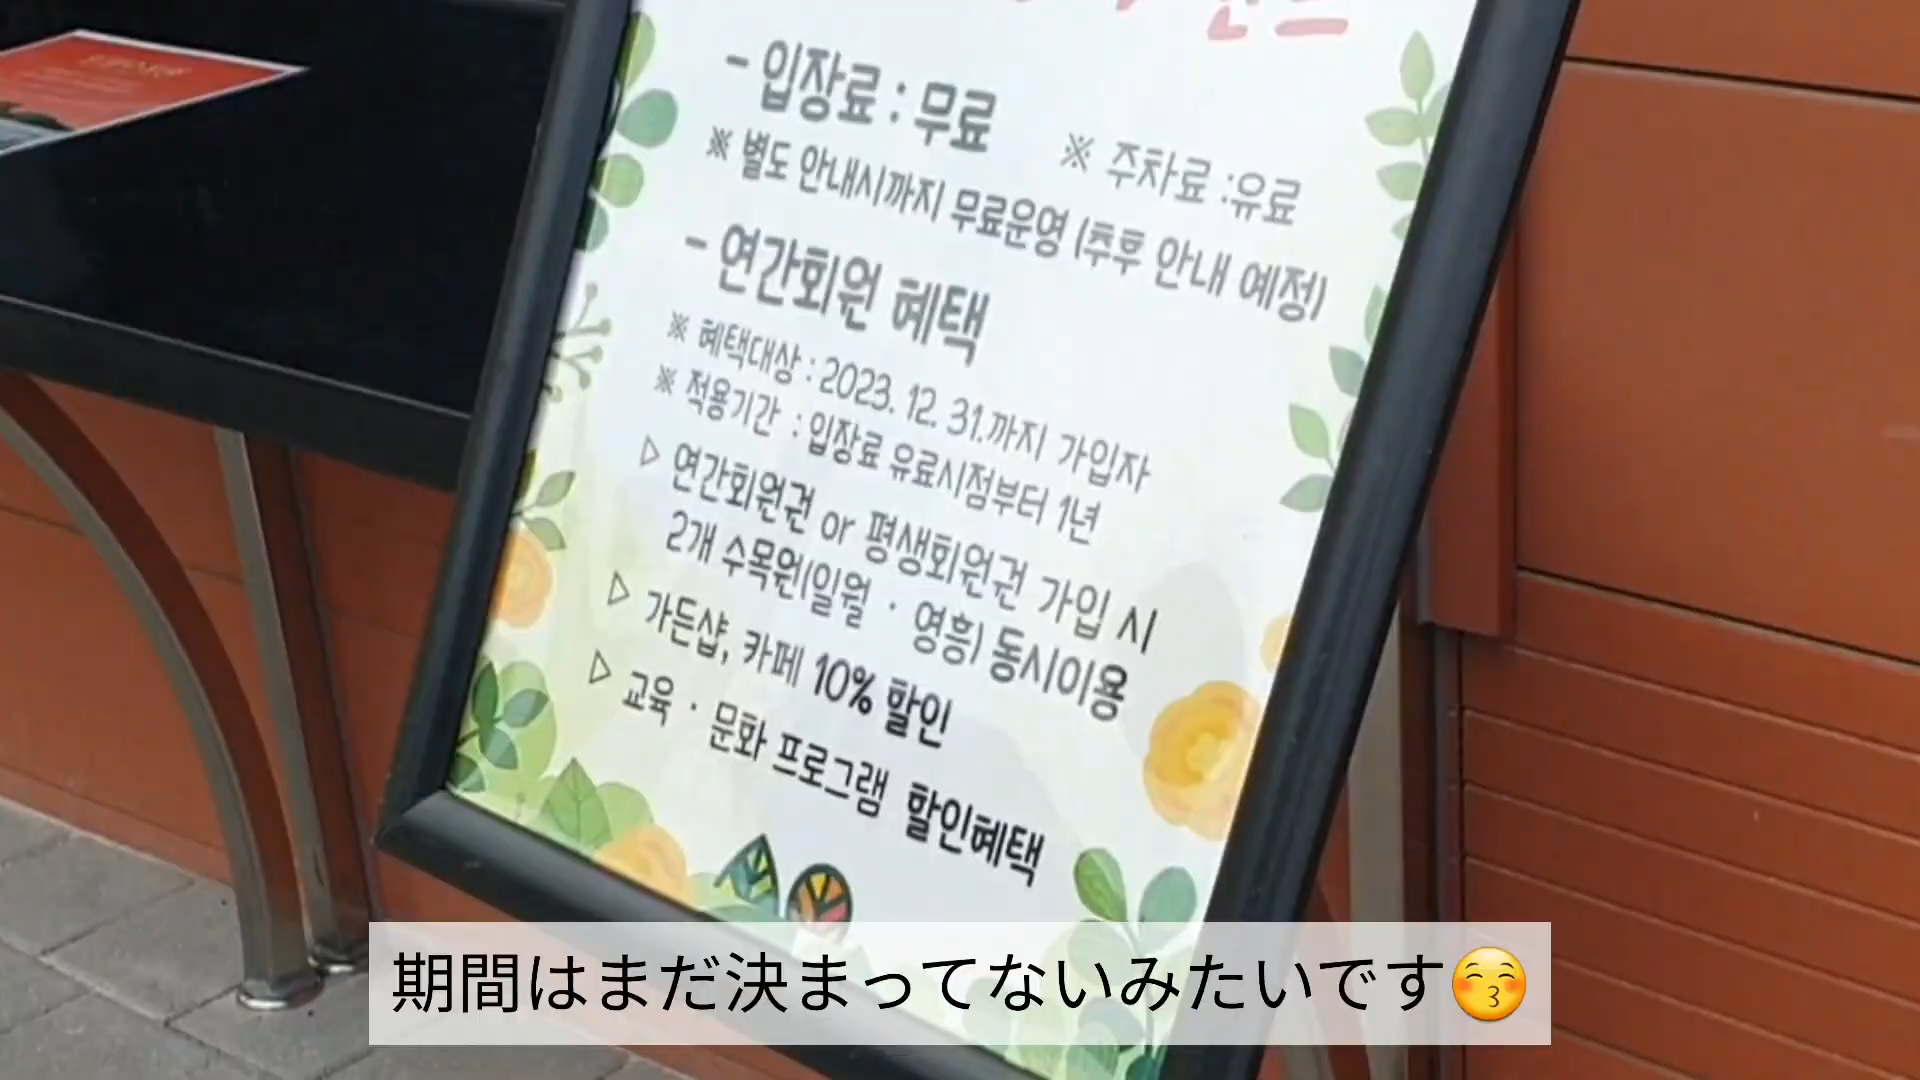 - 입장료 : 무료
※ 주차료 : 유료
※ 별도 안내시까지 무료운영 (추후 안내 예정)
- 연간회원 혜택
※ 혜택대상 : 2023. 12. 31.까지 가입자
※ 적용기간 : 입장료 유료시점부터 1년
▷ 연간회원권 or 평생회원권 가입 시
2개 수목원(일월 · 영흥) 동시이용
▷ 가든샵, 카페 10% 할인
▷ 교육 · 문화 프로그램 할인혜택
期間はまだ決まってないみたいです😚